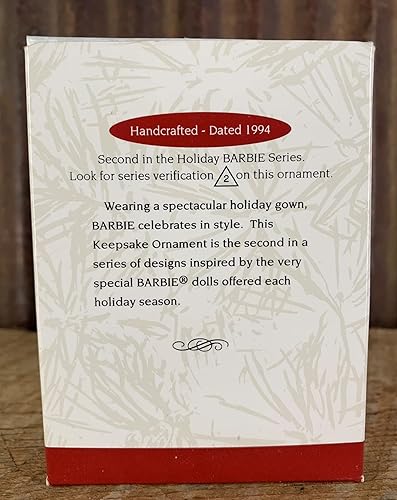 Handcrafted - Dated 1994
Second in the Holiday BARBIE Series.
Look for series verification 2 on this ornament.
Wearing a spectacular holiday gown,
BARBIE celebrates in style. This
Keepsake Ornament is the second in a
series of designs inspired by the very
special BARBIE® dolls offered each
holiday season.